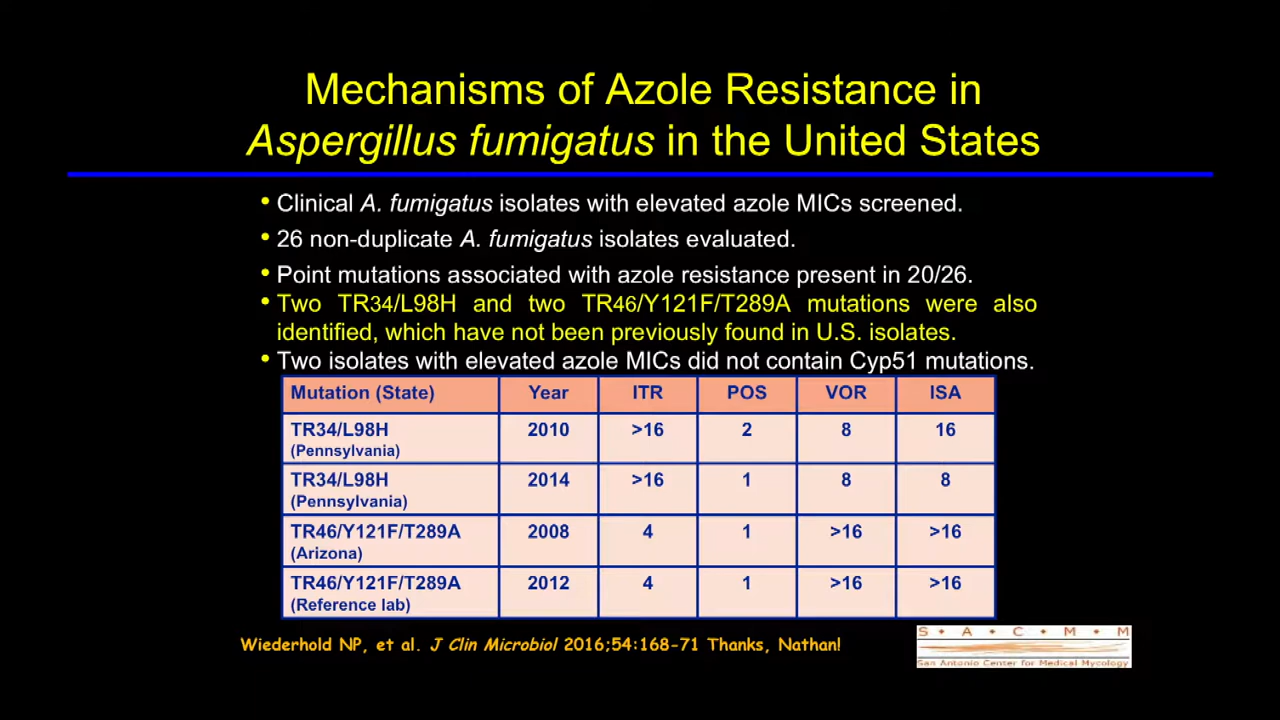 Mechanisms of Azole Resistance in
Aspergillus fumigatus in the United States
• Clinical A. fumigatus isolates with elevated azole MICs screened.
• 26 non-duplicate A. fumigatus isolates evaluated.
• Point mutations associated with azole resistance present in 20/26.
• Two TR34/L98H and two TR46/Y121F/T289A mutations were also
identified, which have not been previously found in U.S. isolates.
• Two isolates with elevated azole MICs did not contain Cyp51 mutations.
Mutation (State) Year ITR POS VOR ISA
TR34/L98H 2010 >16 2 8 16
(Pennsylvania)
TR34/L98H 2014 >16 1 8 8
(Pennsylvania)
TR46/Y121F/T289A 2008 4 1 >16 >16
(Arizona)
TR46/Y121F/T289A 2012 4 1 >16 >16
(Reference lab)
Wiederhold NP, et al. J Clin Microbiol 2016;54:168-71 Thanks, Nathan!
S • A • C • M • M
San Antonio Center for Medical Mycology